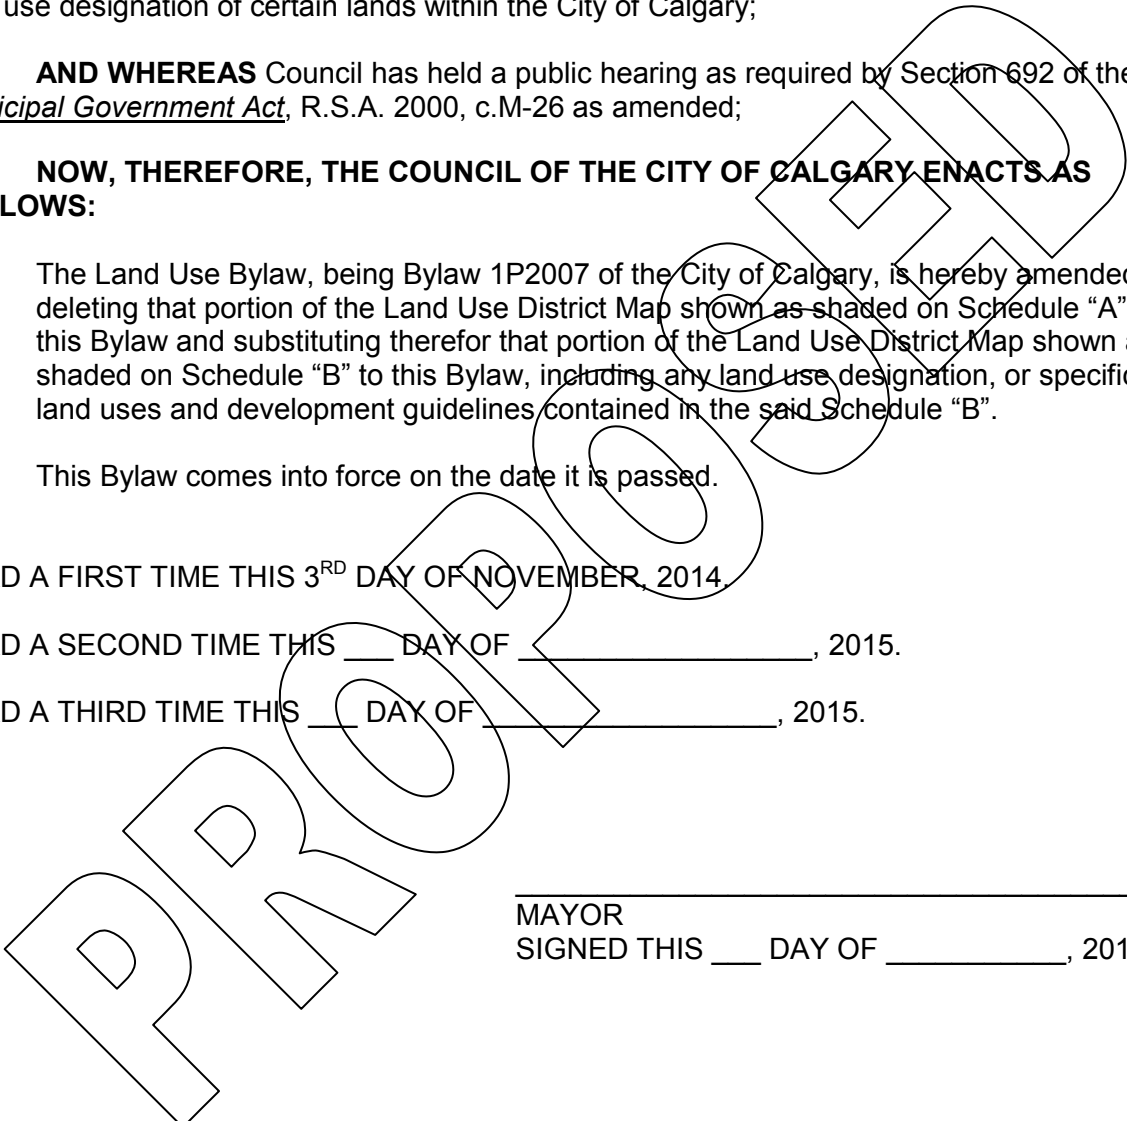 use designation of certain lands within the City of Calgary;
AND WHEREAS Council has held a public hearing as required by Section 692 of the
icipal Government Act, R.S.A. 2000, c.M-26 as amended;
NOW, THEREFORE, THE COUNCIL OF THE CITY OF CALGARY ENACTS AS
LOWS:
The Land Use Bylaw, being Bylaw 1P2007 of the City of Calgary, is hereby amended
deleting that portion of the Land Use District Map shown as shaded on Schedule “A”
this Bylaw and substituting therefor that portion of the Land Use District Map shown a
shaded on Schedule “B” to this Bylaw, including any land use designation, or specific
land uses and development guidelines contained in the said Schedule “B”.
This Bylaw comes into force on the date it is passed.
D A FIRST TIME THIS 3RD DAY OF NOVEMBER, 2014.
D A SECOND TIME THIS ___ DAY OF __________________, 2015.
D A THIRD TIME THIS ___ DAY OF __________________, 2015.
MAYOR
SIGNED THIS ___ DAY OF ___________, 201
PROPOSED